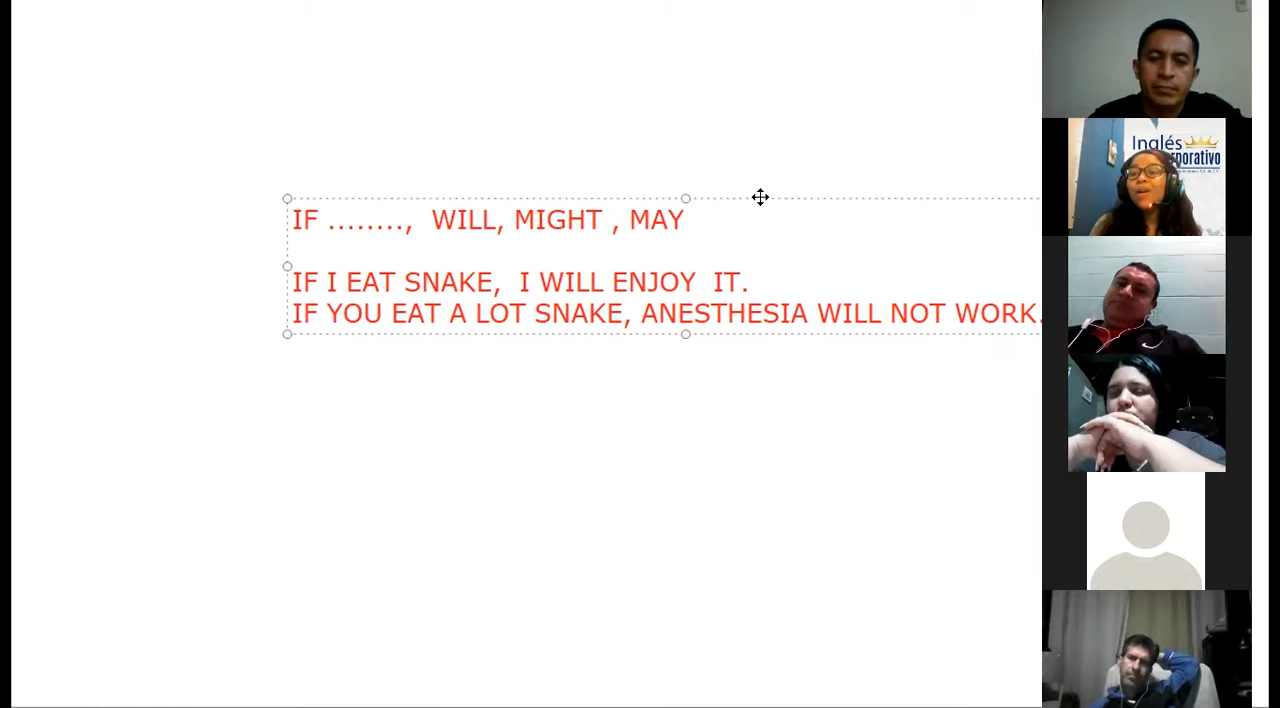 IF ........, WILL, MIGHT , MAY
IF I EAT SNAKE, I WILL ENJOY IT.
IF YOU EAT A LOT SNAKE, ANESTHESIA WILL NOT WORK.
Inglés
porativo